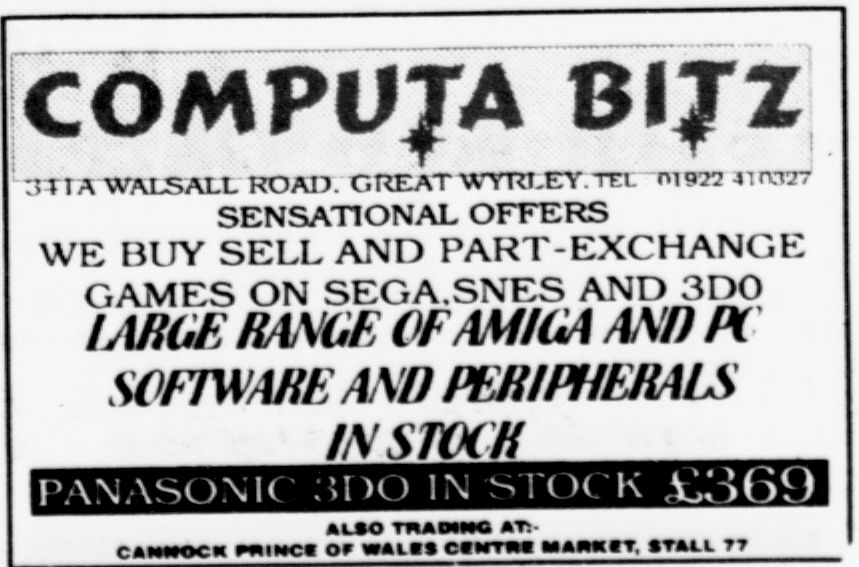 COMPUTA BITZ
341A WALSALL ROAD. GREAT WYRLEY. TEL : 01922 410327
SENSATIONAL OFFERS
WE BUY SELL AND PART-EXCHANGE
GAMES ON SEGA,SNES AND 3DO
LARGE RANGE OF AMIGA AND PC
SOFTWARE AND PERIPHERALS
IN STOCK
PANASONIC 3DO IN STOCK £369
ALSO TRADING AT:-
CANNOCK PRINCE OF WALES CENTRE MARKET, STALL 77